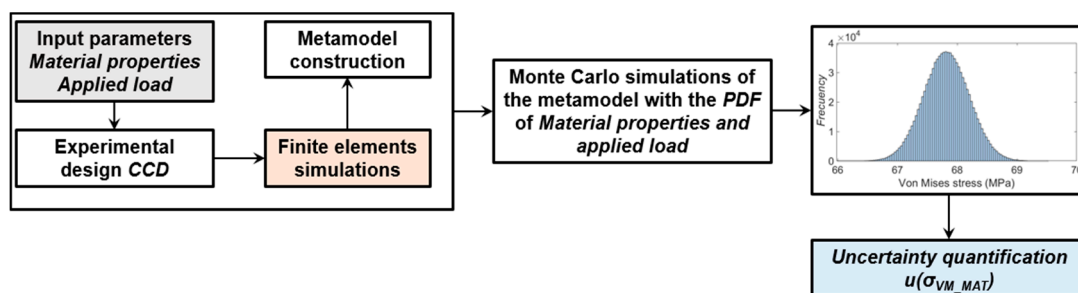 Input parameters
Material properties
Applied load
Experimental
design CCD
Metamodel
construction
Finite elements
simulations
Monte Carlo simulations of
the metamodel with the PDF
of Material properties and
applied load
×10⁴
4
3
2
1
0
Frecuency
66 67 68 69 70
Von Mises stress (MPa)
Uncertainty quantification
u(σVM_MAT)